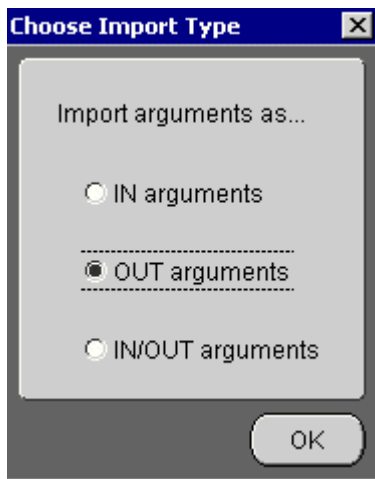 Choose Import Type
Import arguments as...
IN arguments
OUT arguments
IN/OUT arguments
OK